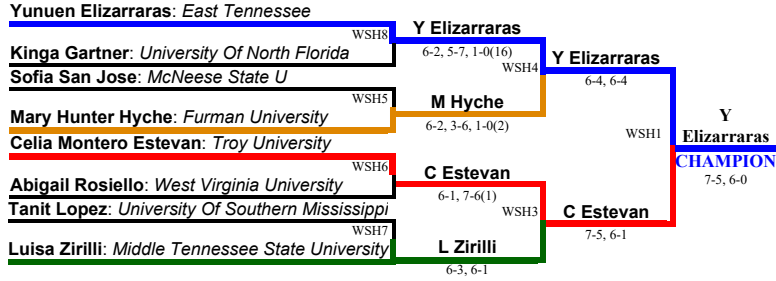 Yunuen Elizarraras: East Tennessee
WSH8
Kinga Gartner: University Of North Florida
Sofia San Jose: McNeese State U
WSH5
Mary Hunter Hyche: Furman University
Celia Montero Estevan: Troy University
WSH6
Abigail Rosiello: West Virginia University
Tanit Lopez: University Of Southern Mississippi
WSH7
Luisa Zirilli: Middle Tennessee State University
Y Elizarraras
6-2, 5-7, 1-0(16)
WSH4
M Hyche
6-2, 3-6, 1-0(2)
C Estevan
6-1, 7-6(1)
WSH3
L Zirilli
6-3, 6-1
Y Elizarraras
6-4, 6-4
WSH1
C Estevan
7-5, 6-1
Y
Elizarraras
CHAMPION
7-5, 6-0